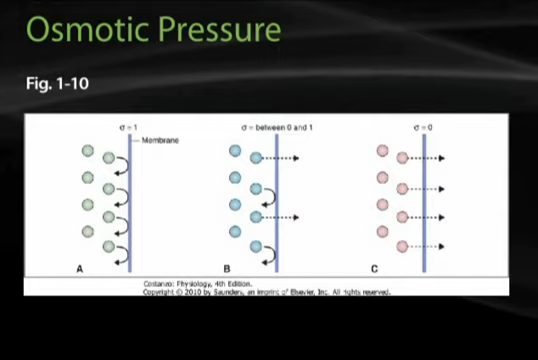 Osmotic Pressure
Fig. 1-10
σ = 1
σ = between 0 and 1
σ = 0
Membrane
A
B
C
Costanzo: Physiology, 4th Edition.
Copyright © 2010 by Saunders, an imprint of Elsevier, Inc. All rights reserved.